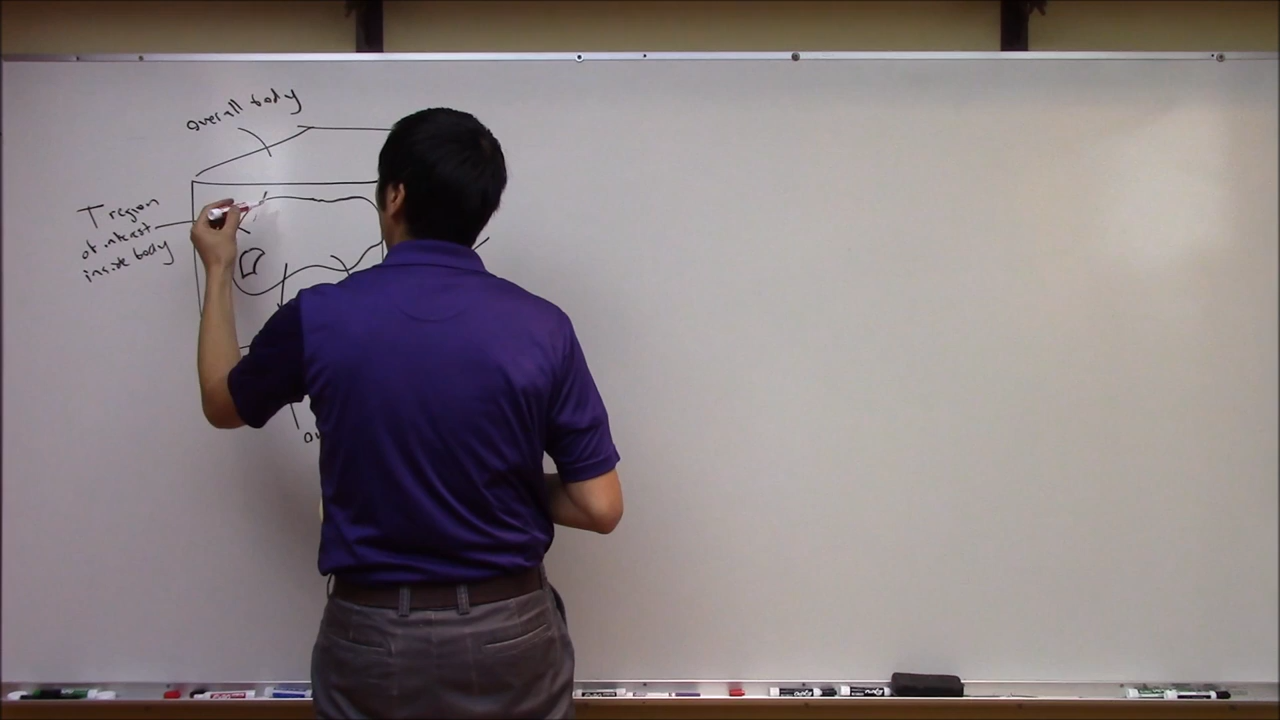 overall body
T region
of interest
inside body